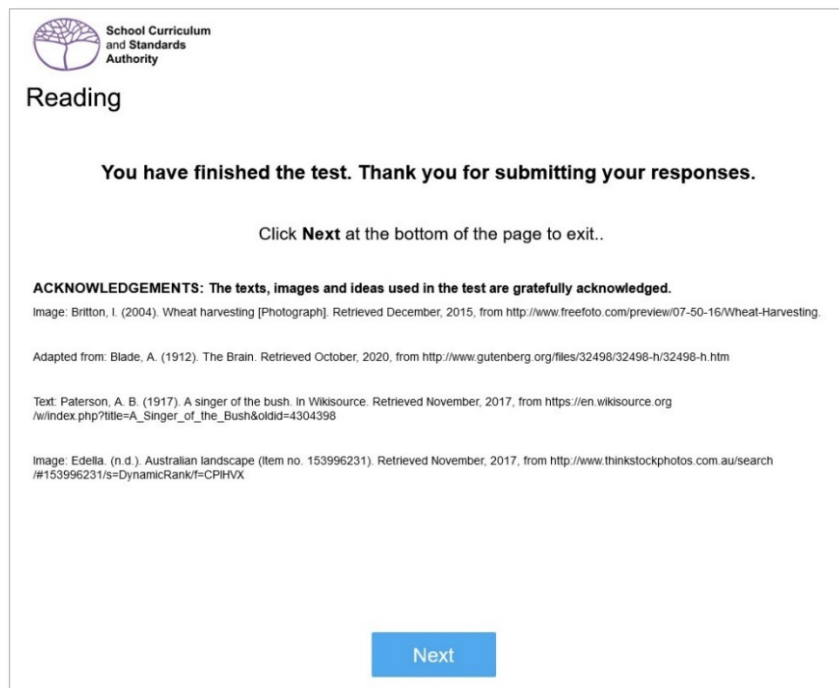 School Curriculum
and Standards
Authority
Reading
You have finished the test. Thank you for submitting your responses.
Click Next at the bottom of the page to exit..
ACKNOWLEDGEMENTS: The texts, images and ideas used in the test are gratefully acknowledged.
Image: Britton, I. (2004). Wheat harvesting [Photograph]. Retrieved December, 2015, from http://www.freefoto.com/preview/07-50-16/Wheat-Harvesting.
Adapted from: Blade, A. (1912). The Brain. Retrieved October, 2020, from http://www.gutenberg.org/files/32498/32498-h/32498-h.htm
Text: Paterson, A. B. (1917). A singer of the bush. In Wikisource. Retrieved November, 2017, from https://en.wikisource.org
/w/index.php?title=A_Singer_of_the_Bush&oldid=4304398
Image: Edella. (n.d.). Australian landscape (Item no. 153996231). Retrieved November, 2017, from http://www.thinkstockphotos.com.au/search
/#153996231/s=DynamicRank/f=CPIHVX
Next